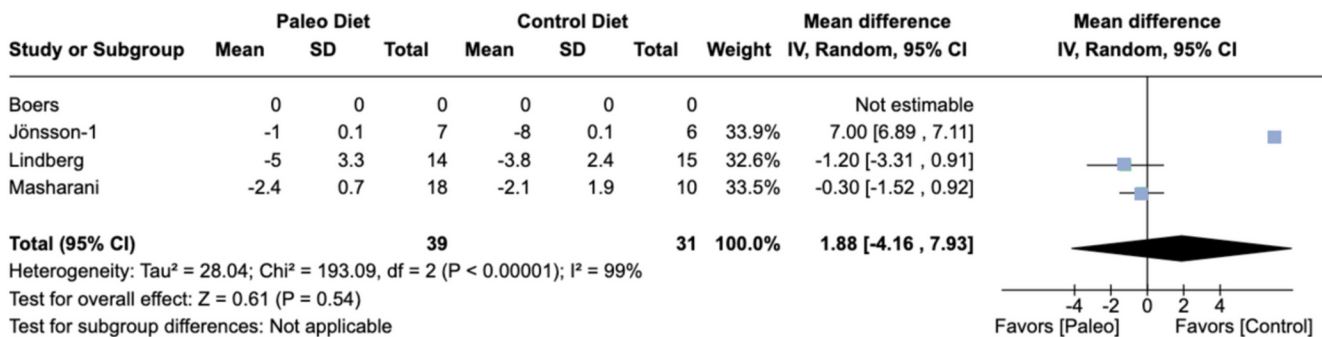 Paleo Diet Control Diet Mean difference Mean difference
Study or Subgroup Mean SD Total Mean SD Total Weight IV, Random, 95% CI IV, Random, 95% CI
Boers 0 0 0 0 0 0 Not estimable
Jönsson-1 -1 0.1 7 -8 0.1 6 33.9% 7.00 [6.89 , 7.11]
Lindberg -5 3.3 14 -3.8 2.4 15 32.6% -1.20 [-3.31 , 0.91]
Masharani -2.4 0.7 18 -2.1 1.9 10 33.5% -0.30 [-1.52 , 0.92]
Total (95% CI) 39 31 100.0% 1.88 [-4.16 , 7.93]
Heterogeneity: Tau² = 28.04; Chi² = 193.09, df = 2 (P < 0.00001); I² = 99%
Test for overall effect: Z = 0.61 (P = 0.54)
-4 -2 0 2 4
Test for subgroup differences: Not applicable
Favors [Paleo] Favors [Control]